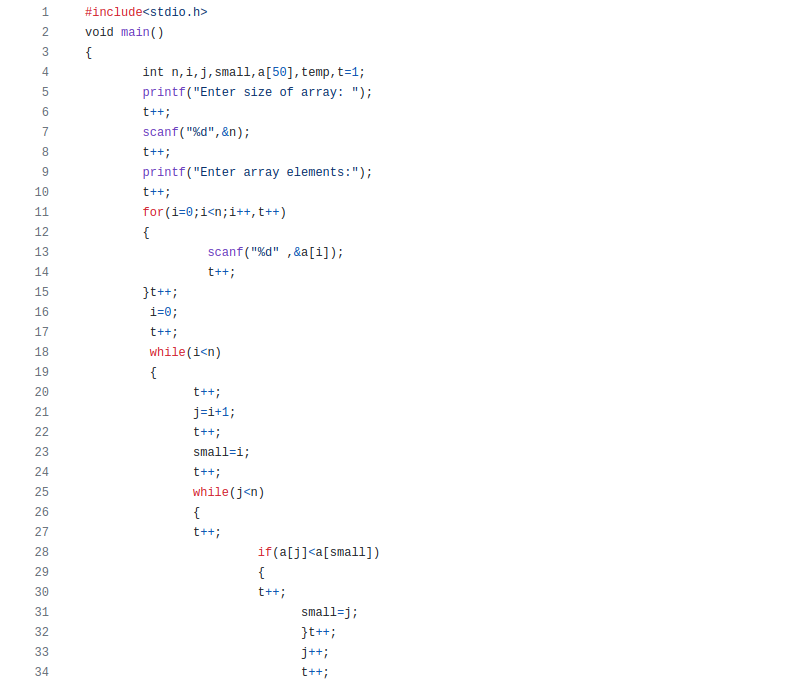 1 #include<stdio.h>
2 void main()
3 {
4 int n,i,j,small,a[50],temp,t=1;
5 printf("Enter size of array: ");
6 t++;
7 scanf("%d",&n);
8 t++;
9 printf("Enter array elements:");
10 t++;
11 for(i=0;i<n;i++,t++)
12 {
13 scanf("%d" ,&a[i]);
14 t++;
15 }t++;
16 i=0;
17 t++;
18 while(i<n)
19 {
20 t++;
21 j=i+1;
22 t++;
23 small=i;
24 t++;
25 while(j<n)
26 {
27 t++;
28 if(a[j]<a[small])
29 {
30 t++;
31 small=j;
32 }t++;
33 j++;
34 t++;